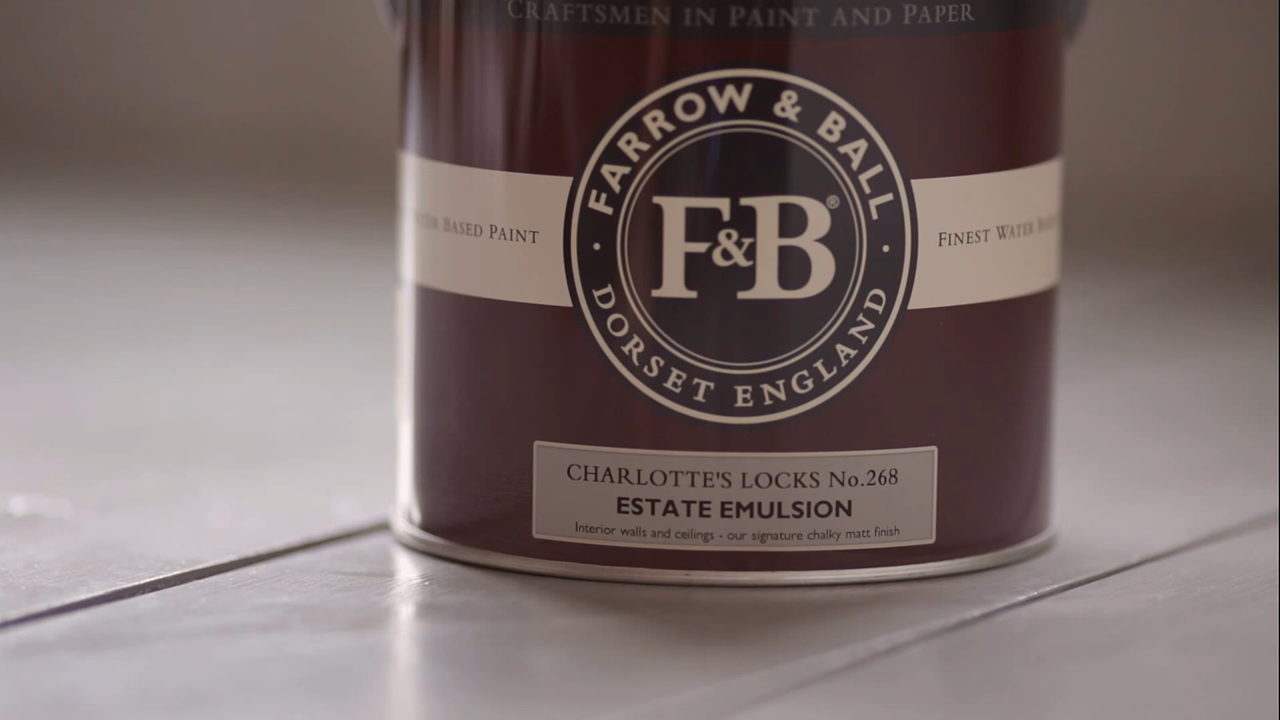 CRAFTSMEN IN PAINT AND PAPER
FARROW & BALL
F&B®
DORSET ENGLAND
BASED PAINT
FINEST WATER
CHARLOTTE'S LOCKS No.268
ESTATE EMULSION
Interior walls and ceilings - our signature chalky matt finish